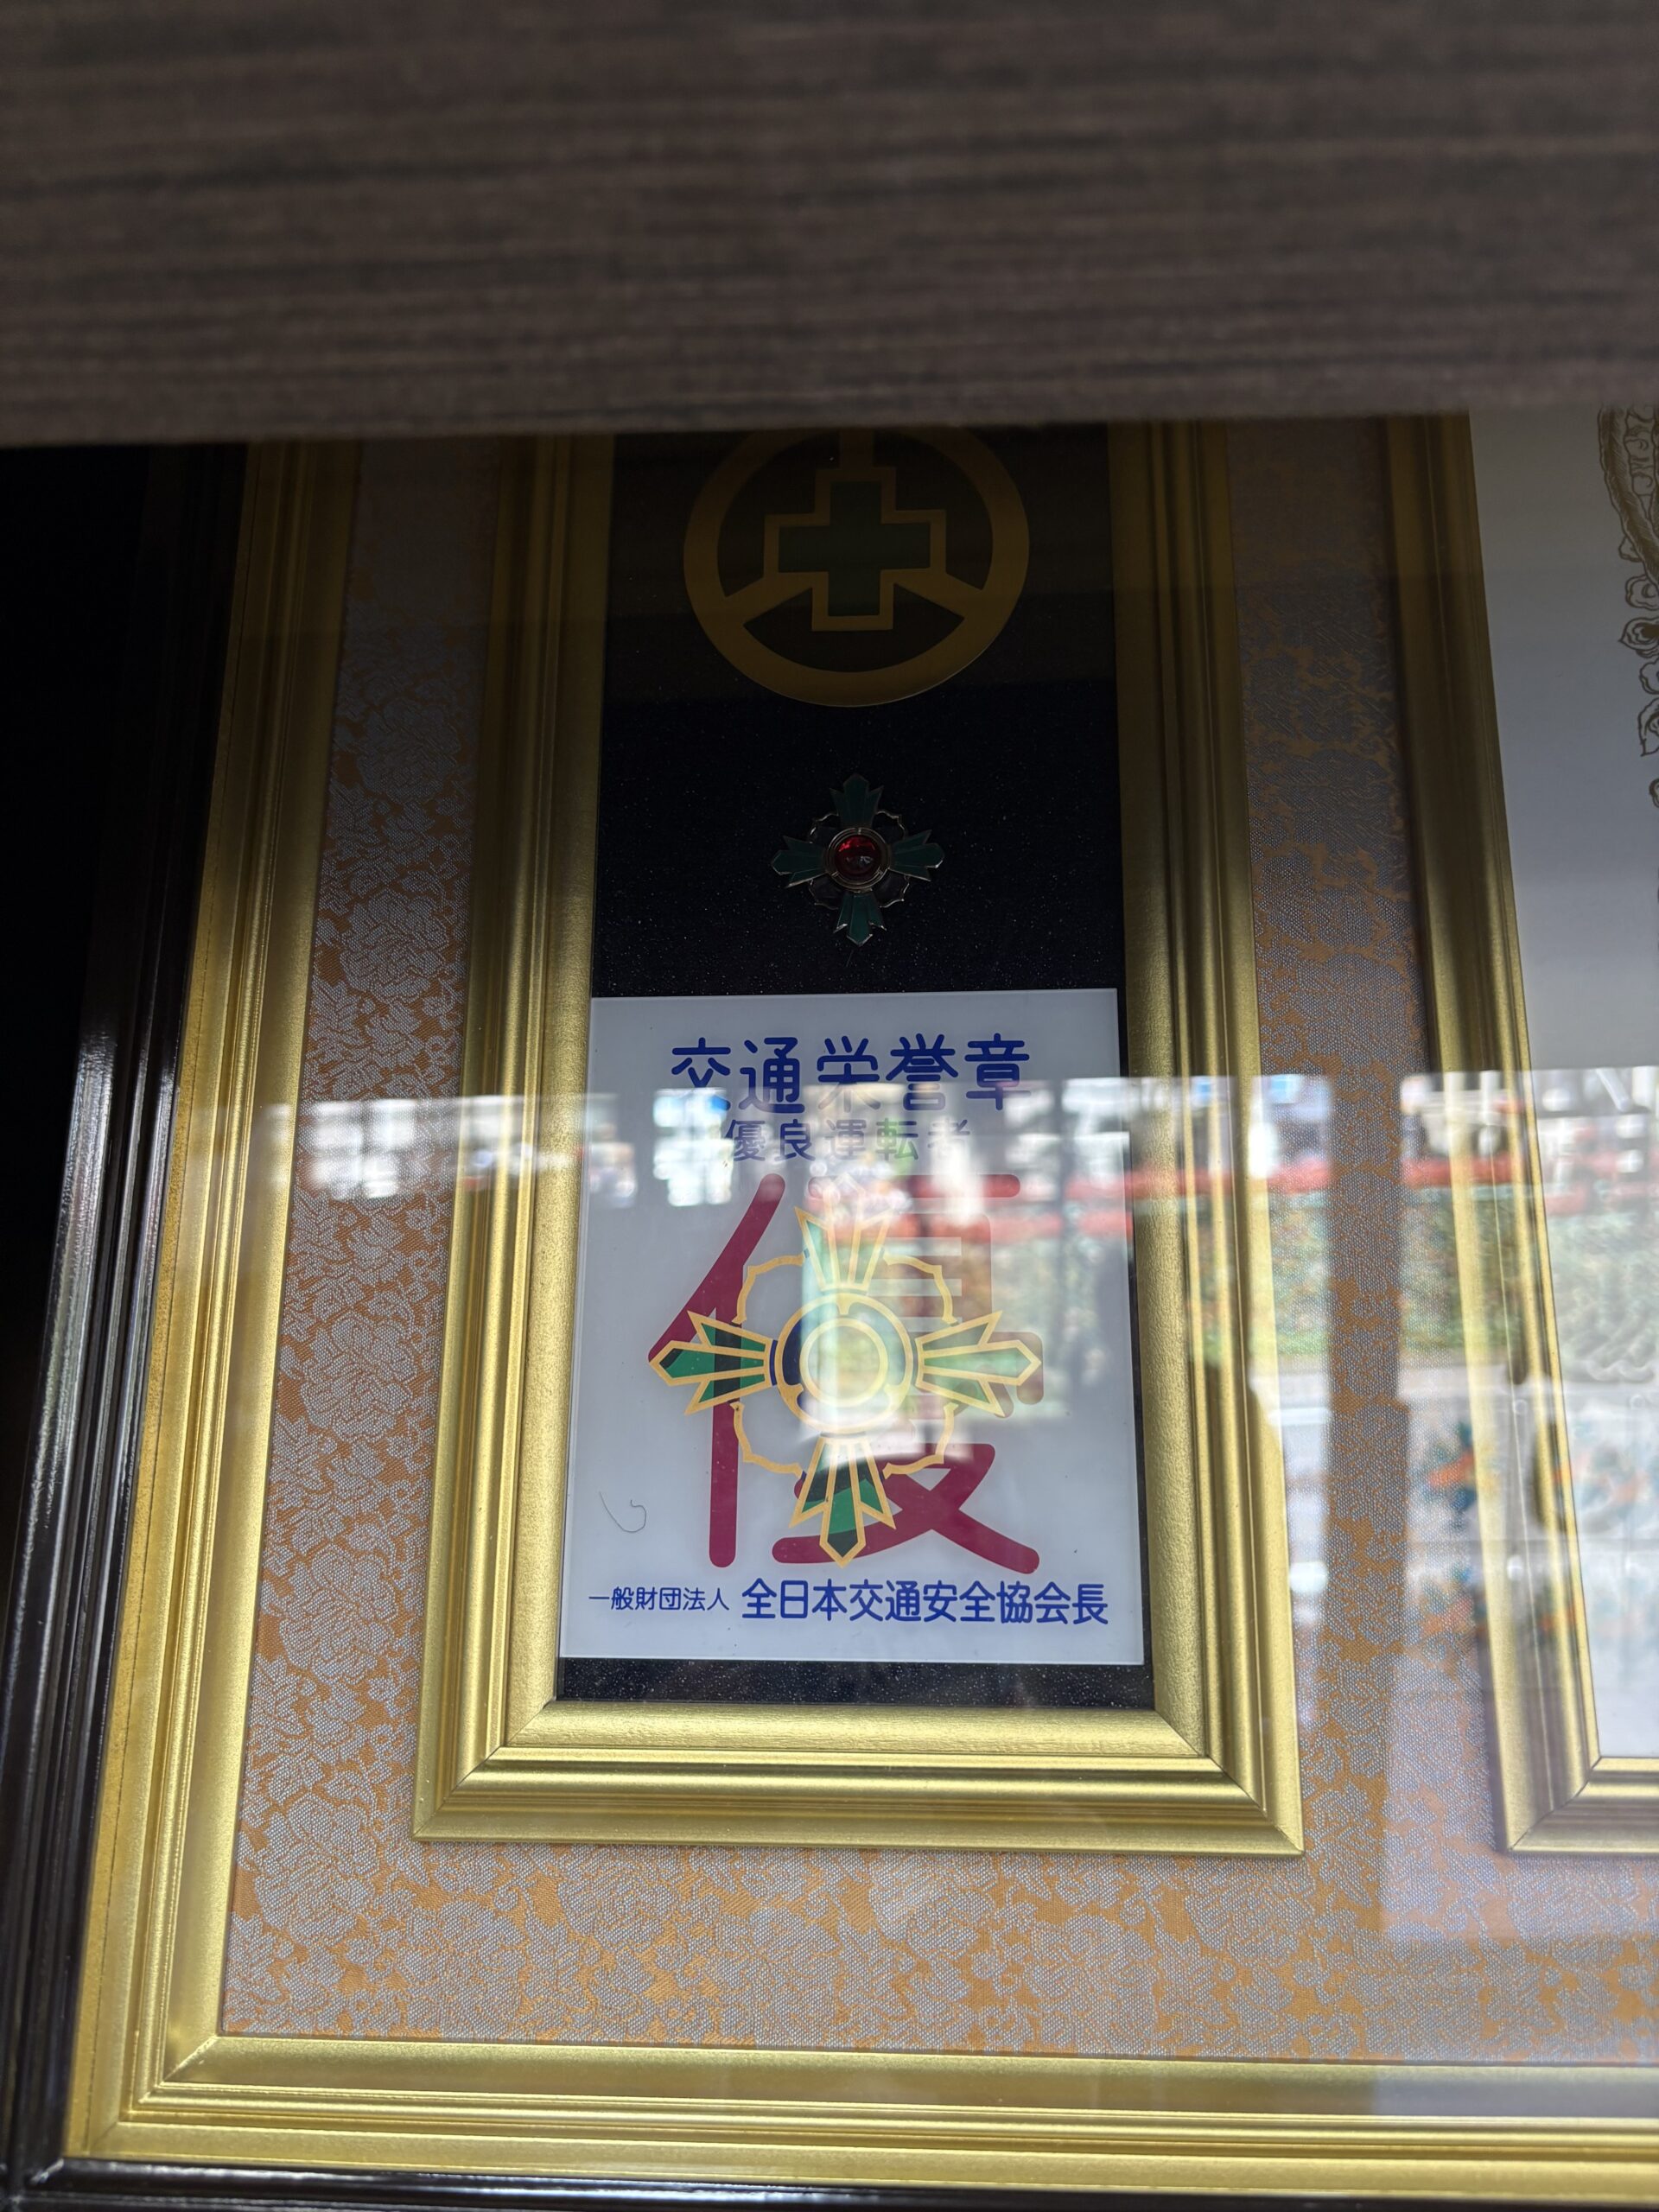 交通栄誉章
優良運転者
優
一般財団法人 全日本交通安全協会長